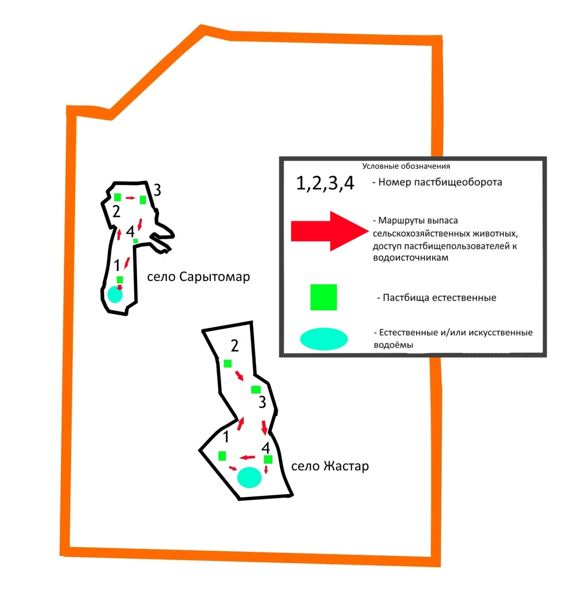 Условные обозначения
1,2,3,4 - Номер пастбищеоборота
- Маршруты выпаса
сельскохозяйственных животных,
доступ пастбищепользователей к
водоисточникам
- Пастбища естественные
- Естественные и/или искусственные
водоёмы
3
2
4
1
село Сарытомар
2
3
1
4
село Жастар